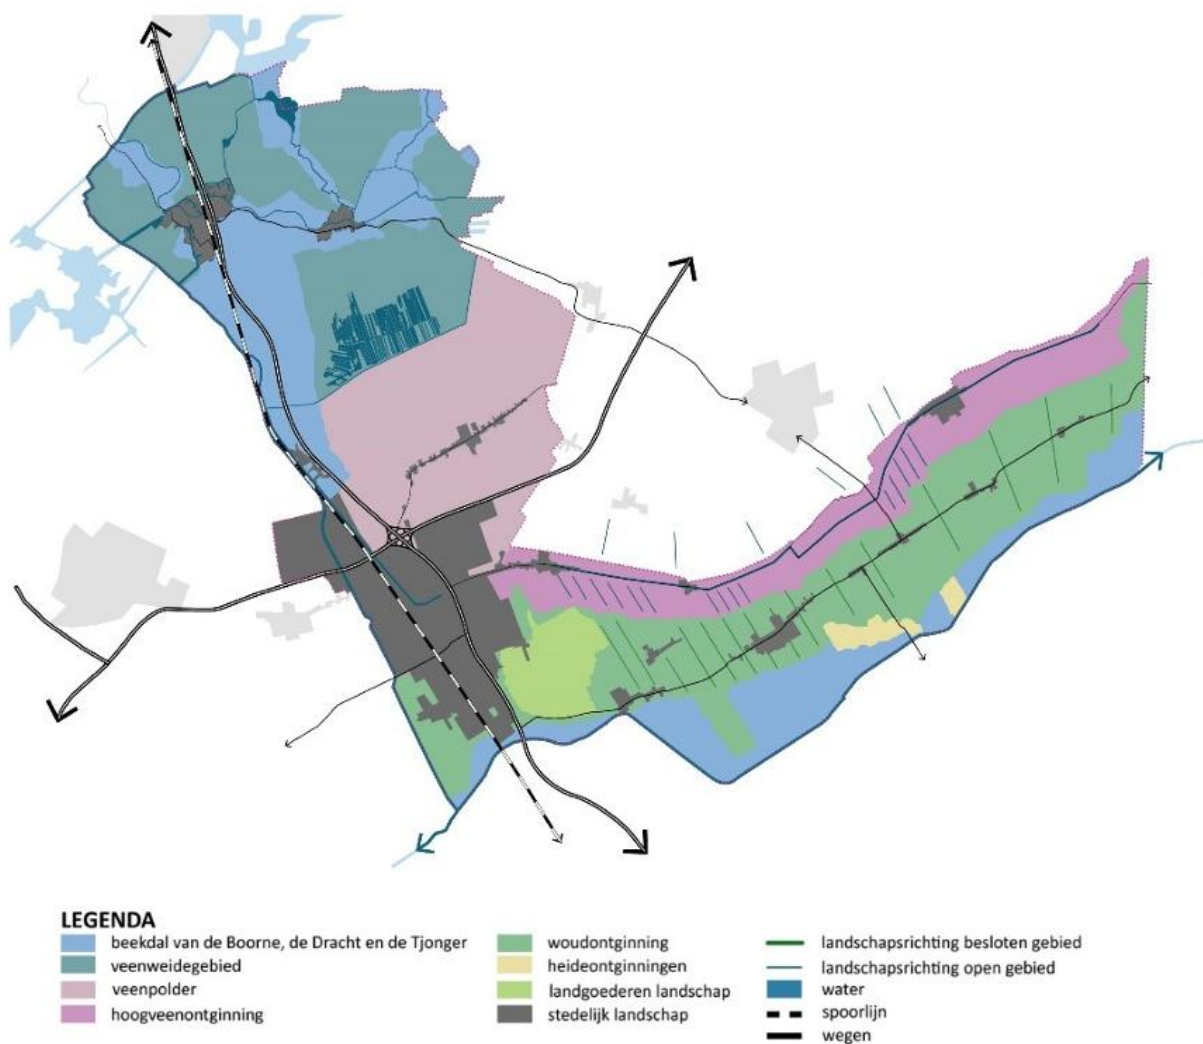 LEGENDA
beekdal van de Boorne, de Dracht en de Tjonger
veenweidegebied
veenpolder
hoogveenontginning
woudontginning
heideontginningen
landgoederen landschap
stedelijk landschap
landschapsrichting besloten gebied
landschapsrichting open gebied
water
spoorlijn
wegen